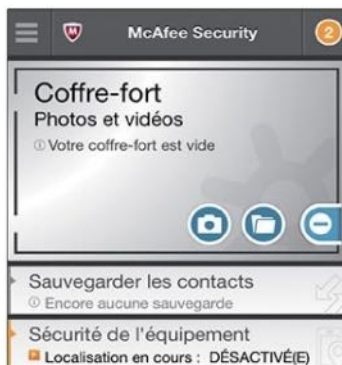 McAfee Security
2
Coffre-fort
Photos et vidéos
Votre coffre-fort est vide
Sauvegarder les contacts
Encore aucune sauvegarde
Sécurité de l'équipement
Localisation en cours : DÉSACTIVÉ(E)